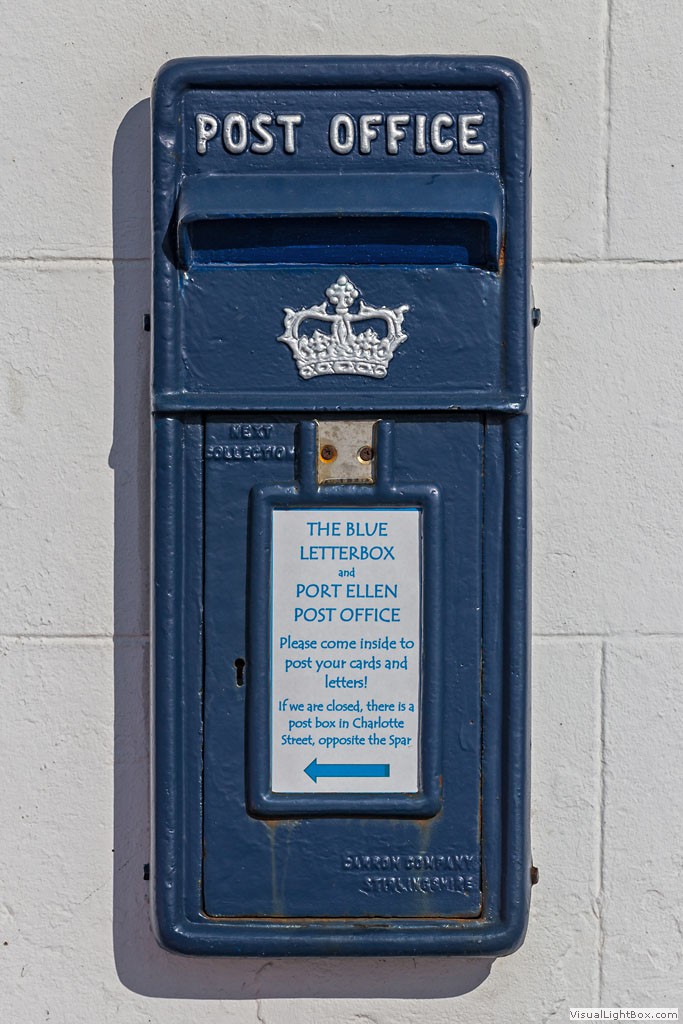 POST OFFICE
NEXT
COLLECTION
THE BLUE
LETTERBOX
and
PORT ELLEN
POST OFFICE
Please come inside to
post your cards and
letters!
If we are closed, there is a
post box in Charlotte
Street, opposite the Spar
CARRON COMPANY
STIRLINGSHIRE
VisualLightBox.com